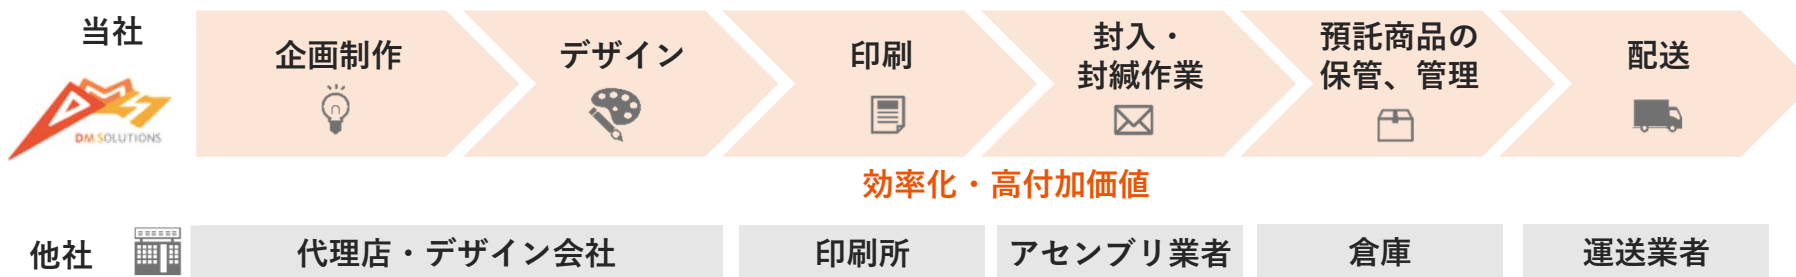 当社
DM SOLUTIONS
企画制作
デザイン
印刷
封入・
封緘作業
預託商品の
保管、管理
配送
効率化・高付加価値
他社
代理店・デザイン会社
印刷所
アセンブリ業者
倉庫
運送業者